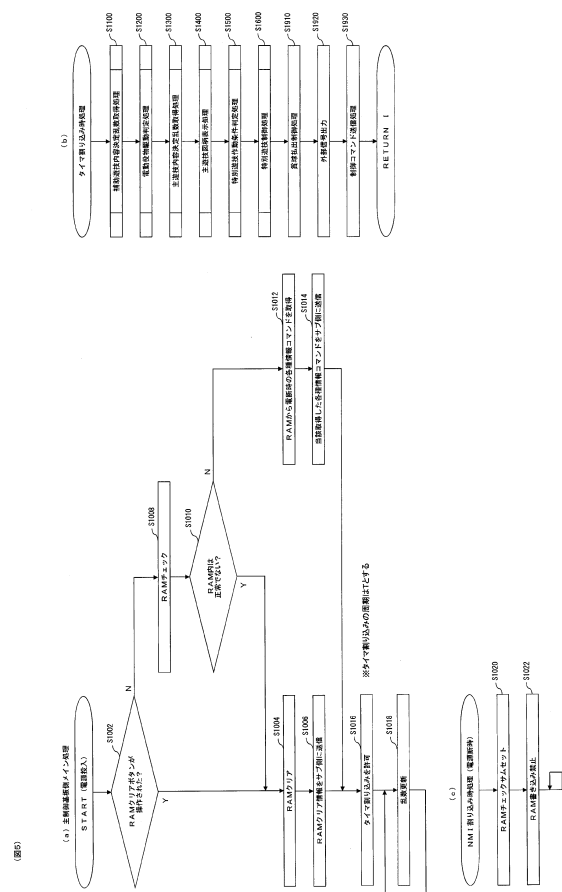 (図5)
(a) 主制御基板側メイン処理
START(電源投入)
S1002
RAMクリアボタンが
操作された?
N
Y
S1008
RAMチェック
S1010
RAM内は
正常でない?
N
Y
S1004
RAMクリア
S1006
RAMクリア情報をサブ側に送信
S1012
RAMから電断時の各種情報コマンドを取得
S1014
当該取得した各種情報コマンドをサブ側に送信
S1016
タイマ割り込みを許可
※タイマ割り込みの周期はTとする
S1018
乱数更新
(b)
タイマ割り込み時処理
S1100
補助遊技内容決定乱数取得処理
S1200
電動役物駆動判定処理
S1300
主遊技内容決定乱数取得処理
S1400
主遊技図柄表示処理
S1500
特別遊技作動条件判定処理
S1600
特別遊技制御処理
S1910
賞球払出制御処理
S1920
外部信号出力
S1930
制御コマンド送信処理
RETURN I
(c)
NMI割り込み時処理(電源断時)
S1020
RAMチェックサムセット
S1022
RAM書き込み禁止